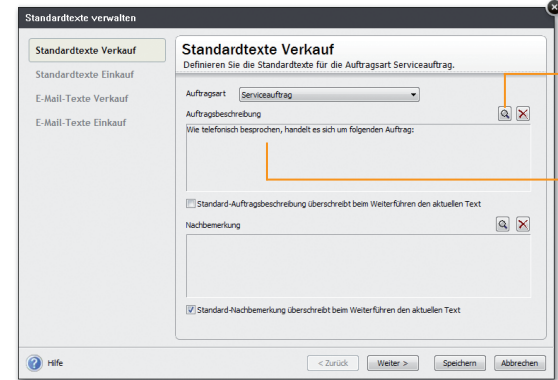 Standardtexte verwalten
Standardtexte Verkauf
Standardtexte Einkauf
E-Mail-Texte Verkauf
E-Mail-Texte Einkauf
Standardtexte Verkauf
Definieren Sie die Standardtexte für die Auftragsart Serviceauftrag.
Auftragsart Serviceauftrag
Auftragsbeschreibung
Wie telefonisch besprochen, handelt es sich um folgenden Auftrag:
Standard-Auftragsbeschreibung überschreibt beim Weiterführen den aktuellen Text
Nachbemerkung
Standard-Nachbemerkung überschreibt beim Weiterführen den aktuellen Text
Hilfe < Zurück Weiter > Speichern Abbrechen